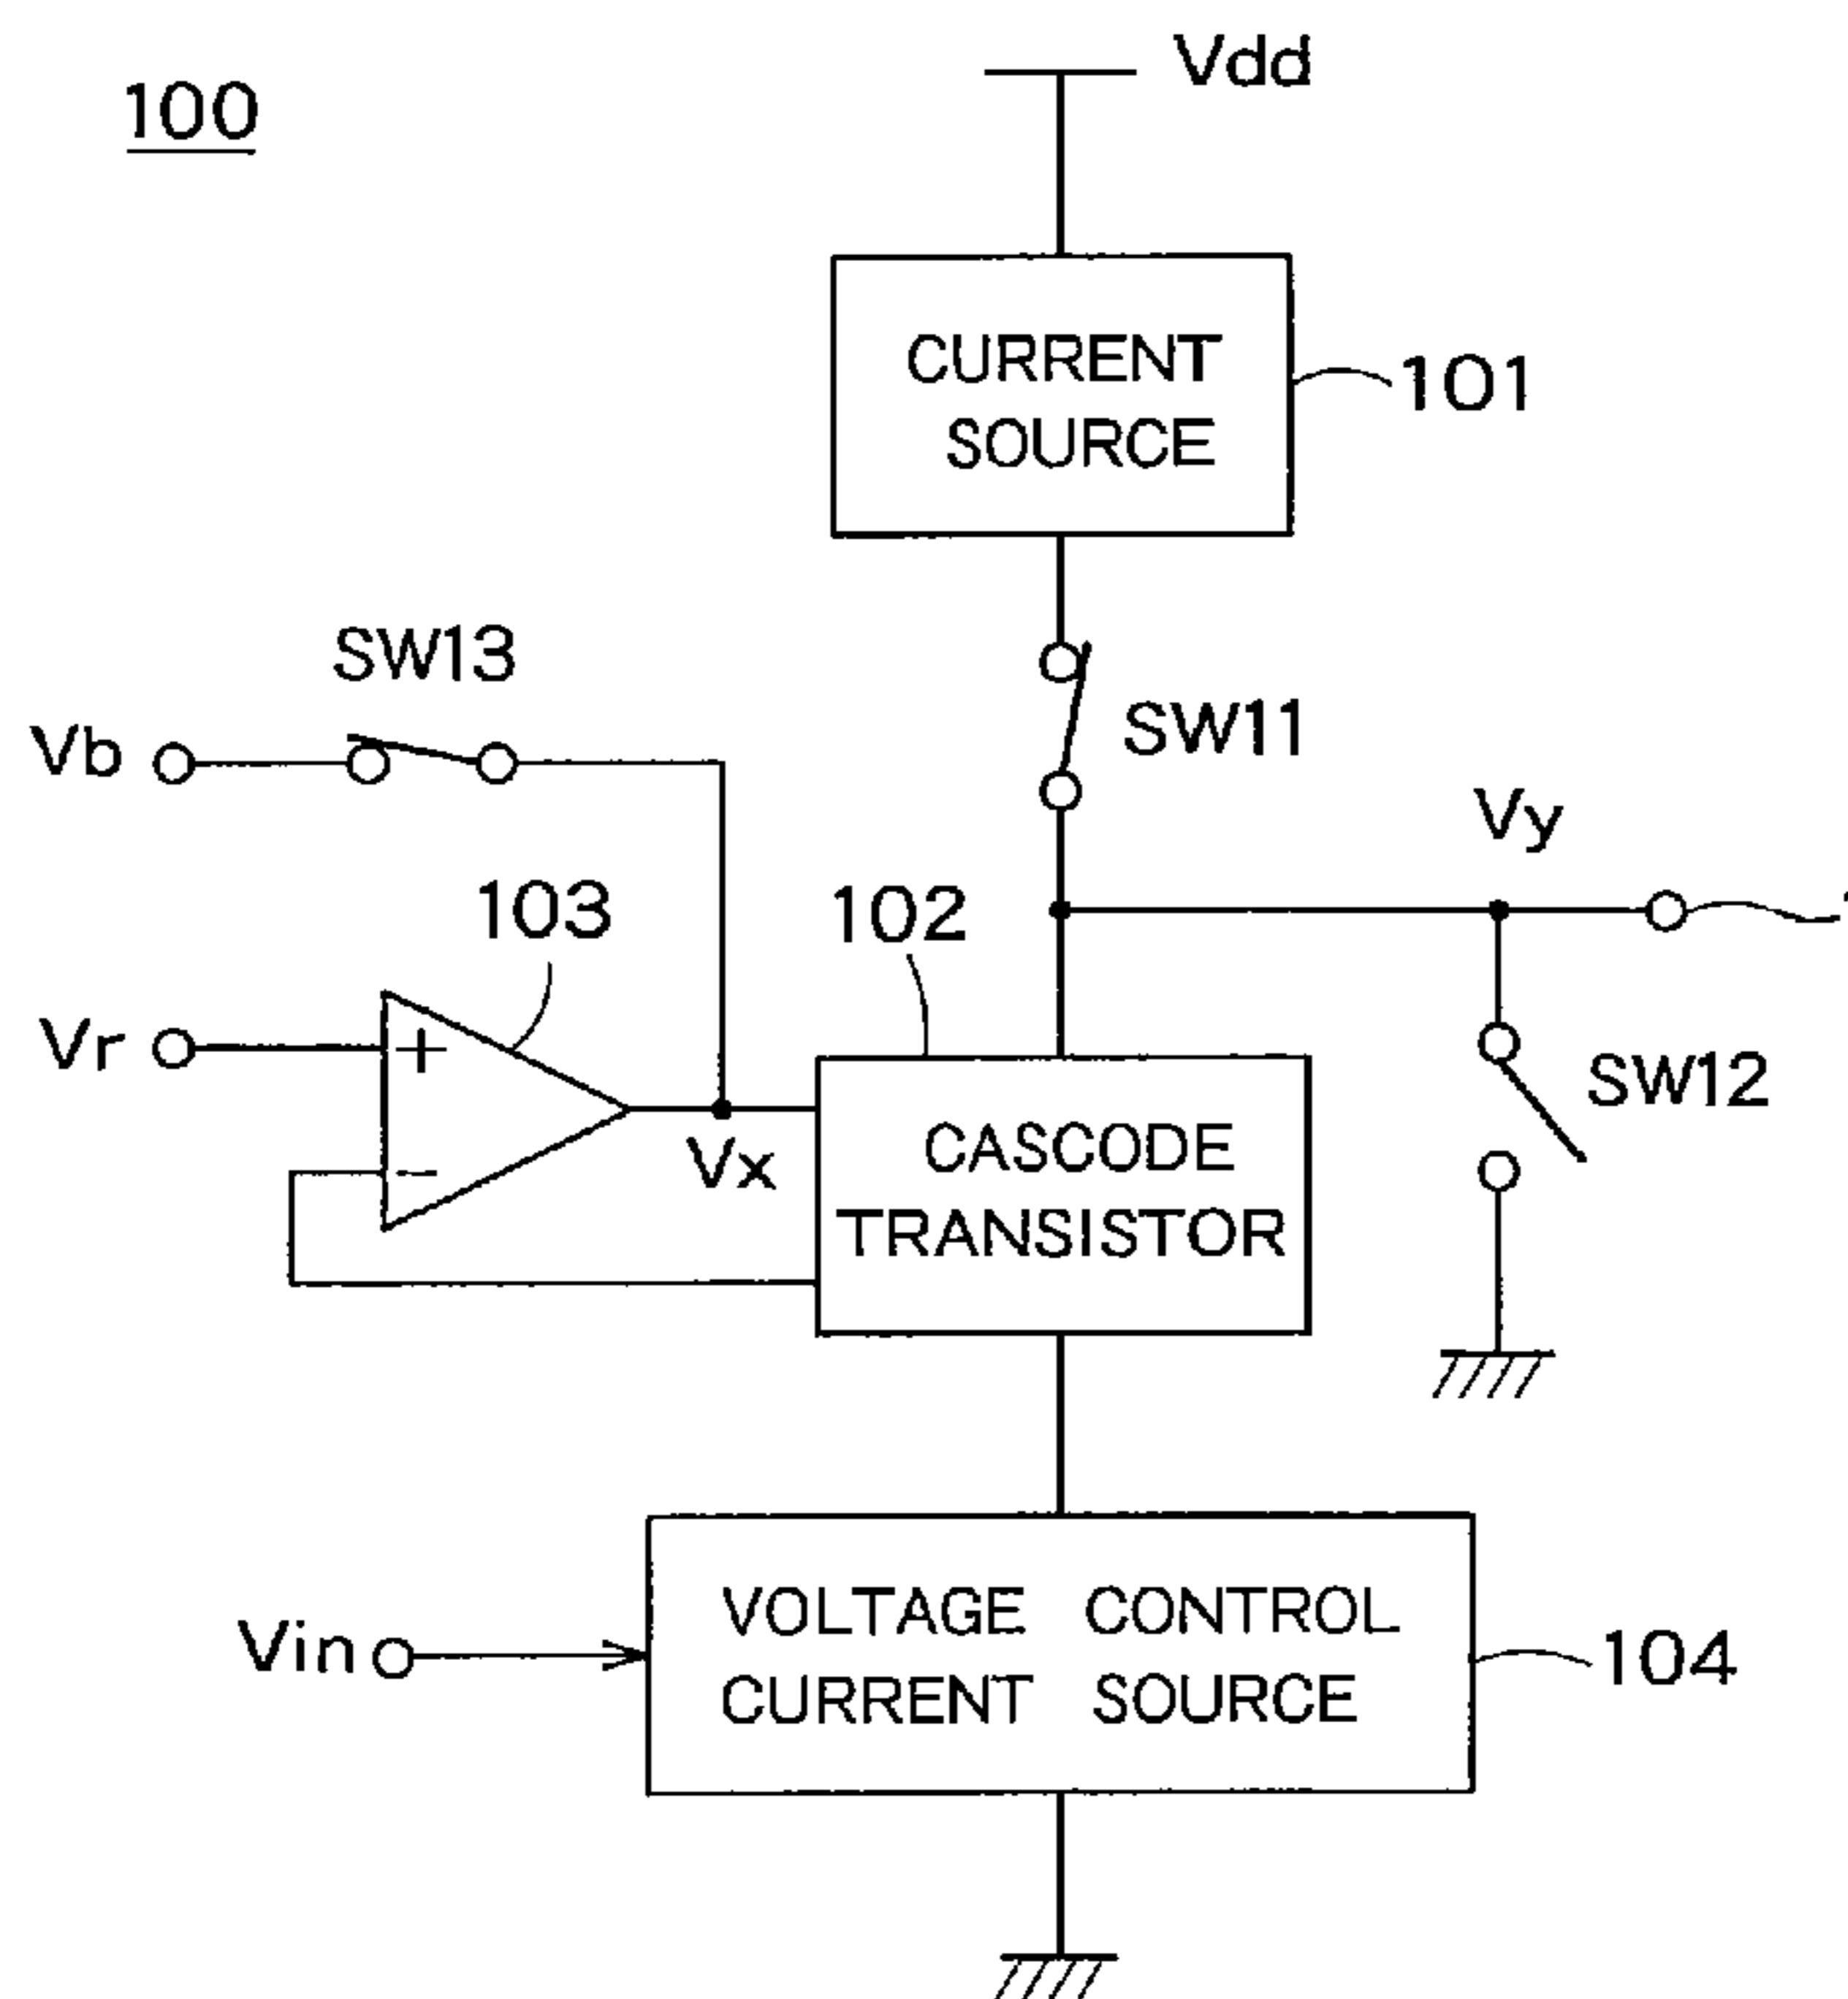 100
Vdd
CURRENT
SOURCE
101
SW13
SW11
Vb
Vy
103
102
Vr
+
SW12
−
Vx
CASCODE
TRANSISTOR
VOLTAGE CONTROL
CURRENT SOURCE
Vin
104